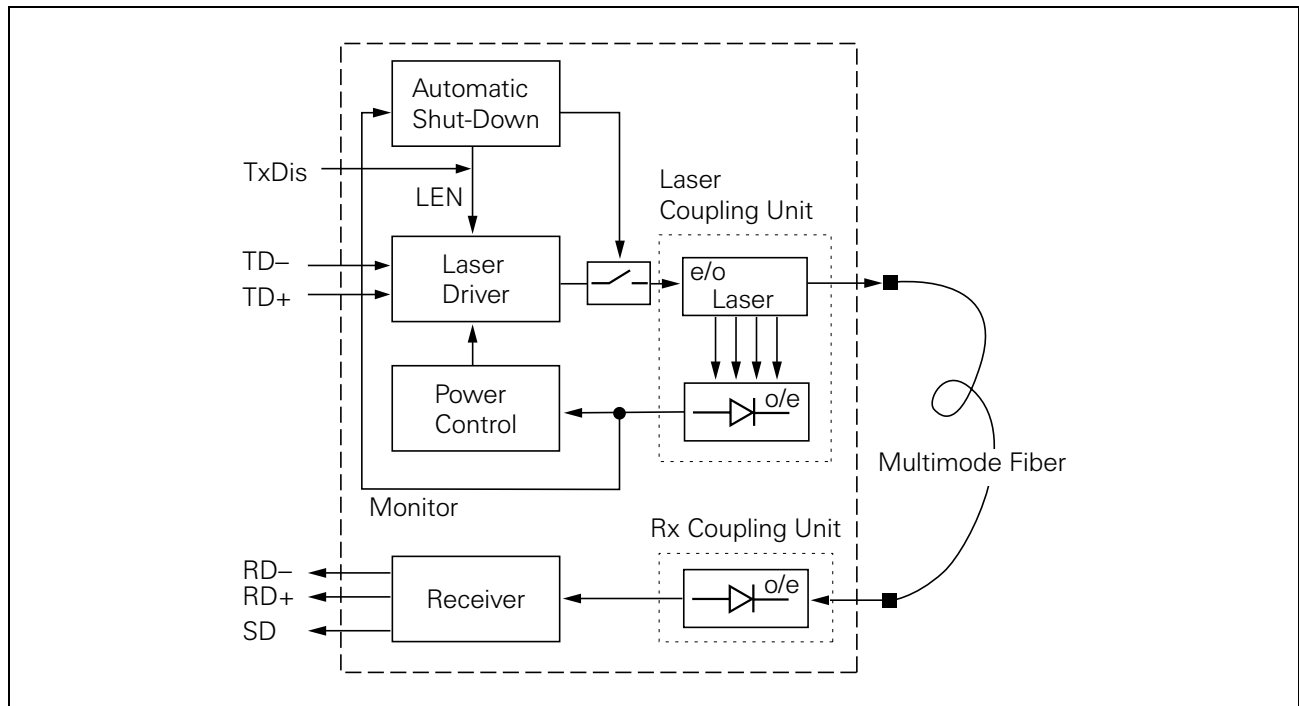 Automatic
Shut-Down
TxDis
LEN
Laser
Coupling Unit
TD–
TD+
Laser
Driver
e/o
Laser
Power
Control
o/e
Multimode Fiber
Monitor
Rx Coupling Unit
RD–
RD+
SD
Receiver
o/e